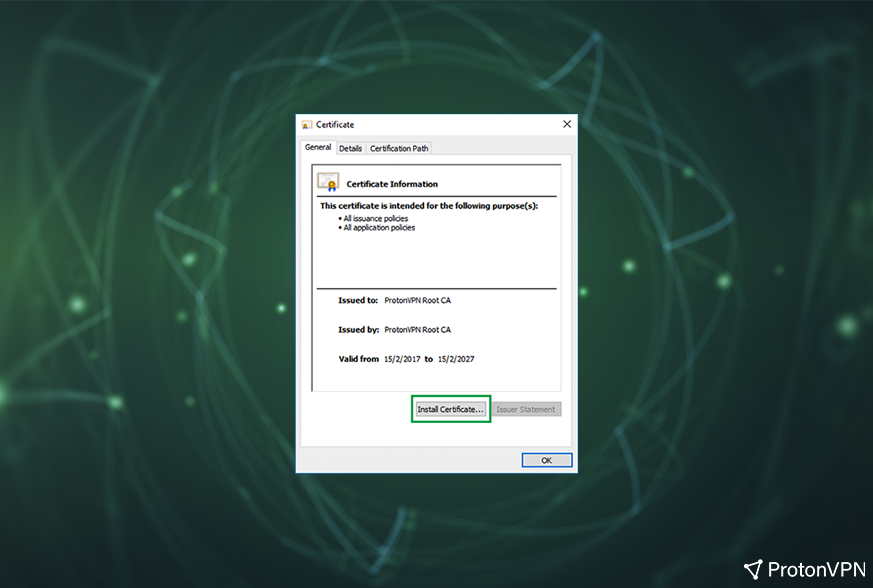 Certificate
General Details Certification Path
Certificate Information
This certificate is intended for the following purpose(s):
• All issuance policies
• All application policies
Issued to: ProtonVPN Root CA
Issued by: ProtonVPN Root CA
Valid from 15/2/2017 to 15/2/2027
Install Certificate... Issuer Statement
OK
ProtonVPN